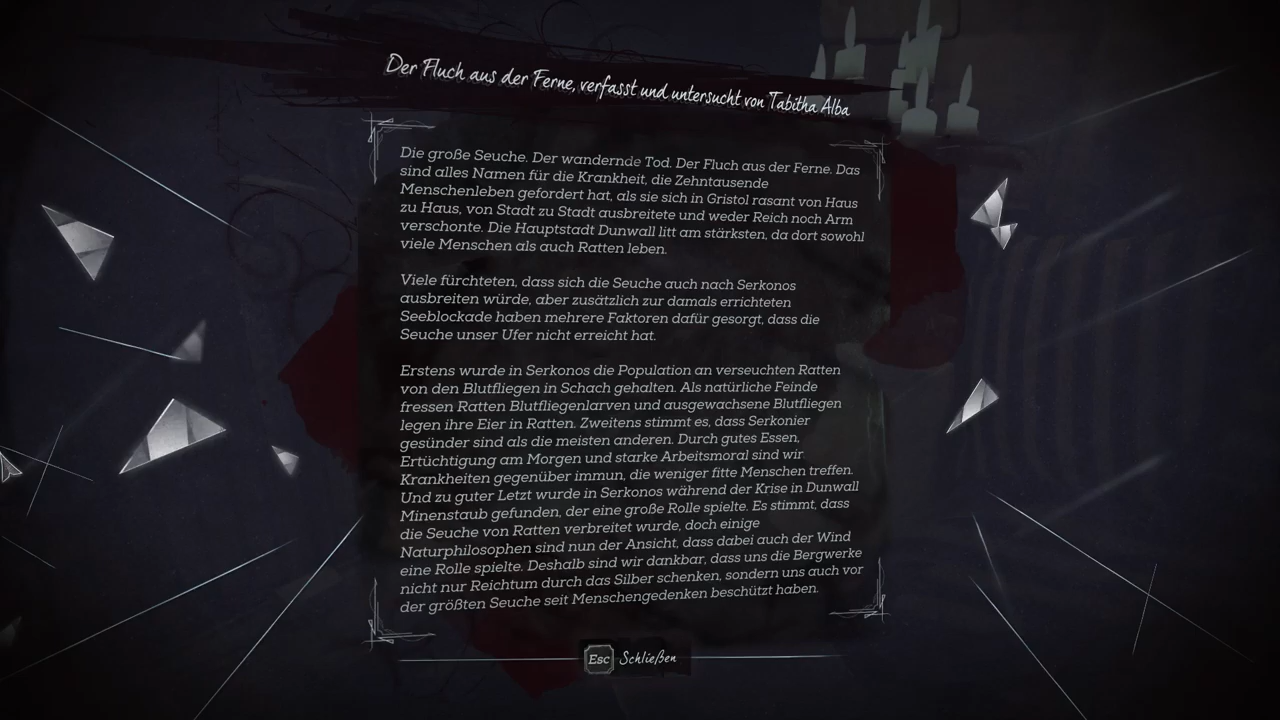 Der Fluch aus der Ferne, verfasst und untersucht von Tabitha Alba
Die große Seuche. Der wandernde Tod. Der Fluch aus der Ferne. Das
sind alles Namen für die Krankheit, die Zehntausende
Menschenleben gefordert hat, als sie sich in Gristol rasant von Haus
zu Haus, von Stadt zu Stadt ausbreitete und weder Reich noch Arm
verschonte. Die Hauptstadt Dunwall litt am stärksten, da dort sowohl
viele Menschen als auch Ratten leben.
Viele fürchteten, dass sich die Seuche auch nach Serkonos
ausbreiten würde, aber zusätzlich zur damals errichteten
Seeblockade haben mehrere Faktoren dafür gesorgt, dass die
Seuche unser Ufer nicht erreicht hat.
Erstens wurde in Serkonos die Population an verseuchten Ratten
von den Blutfliegen in Schach gehalten. Als natürliche Feinde
fressen Ratten Blutfliegenlarven und ausgewachsene Blutfliegen
legen ihre Eier in Ratten. Zweitens stimmt es, dass Serkonier
gesünder sind als die meisten anderen. Durch gutes Essen,
Ertüchtigung am Morgen und starke Arbeitsmoral sind wir
Krankheiten gegenüber immun, die weniger fitte Menschen treffen.
Und zu guter Letzt wurde in Serkonos während der Krise in Dunwall
Minenstaub gefunden, der eine große Rolle spielte. Es stimmt, dass
die Seuche von Ratten verbreitet wurde, doch einige
Naturphilosophen sind nun der Ansicht, dass dabei auch der Wind
eine Rolle spielte. Deshalb sind wir dankbar, dass uns die Bergwerke
nicht nur Reichtum durch das Silber schenken, sondern uns auch vor
der größten Seuche seit Menschengedenken beschützt haben.
Esc Schließen